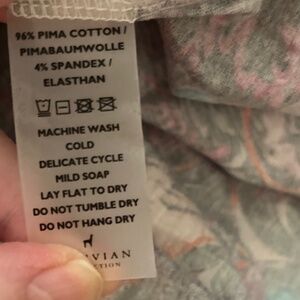 96% PIMA COTTON /
PIMABAUMWOLLE
4% SPANDEX /
ELASTHAN
MACHINE WASH
COLD
DELICATE CYCLE
MILD SOAP
LAY FLAT TO DRY
DO NOT TUMBLE DRY
DO NOT HANG DRY